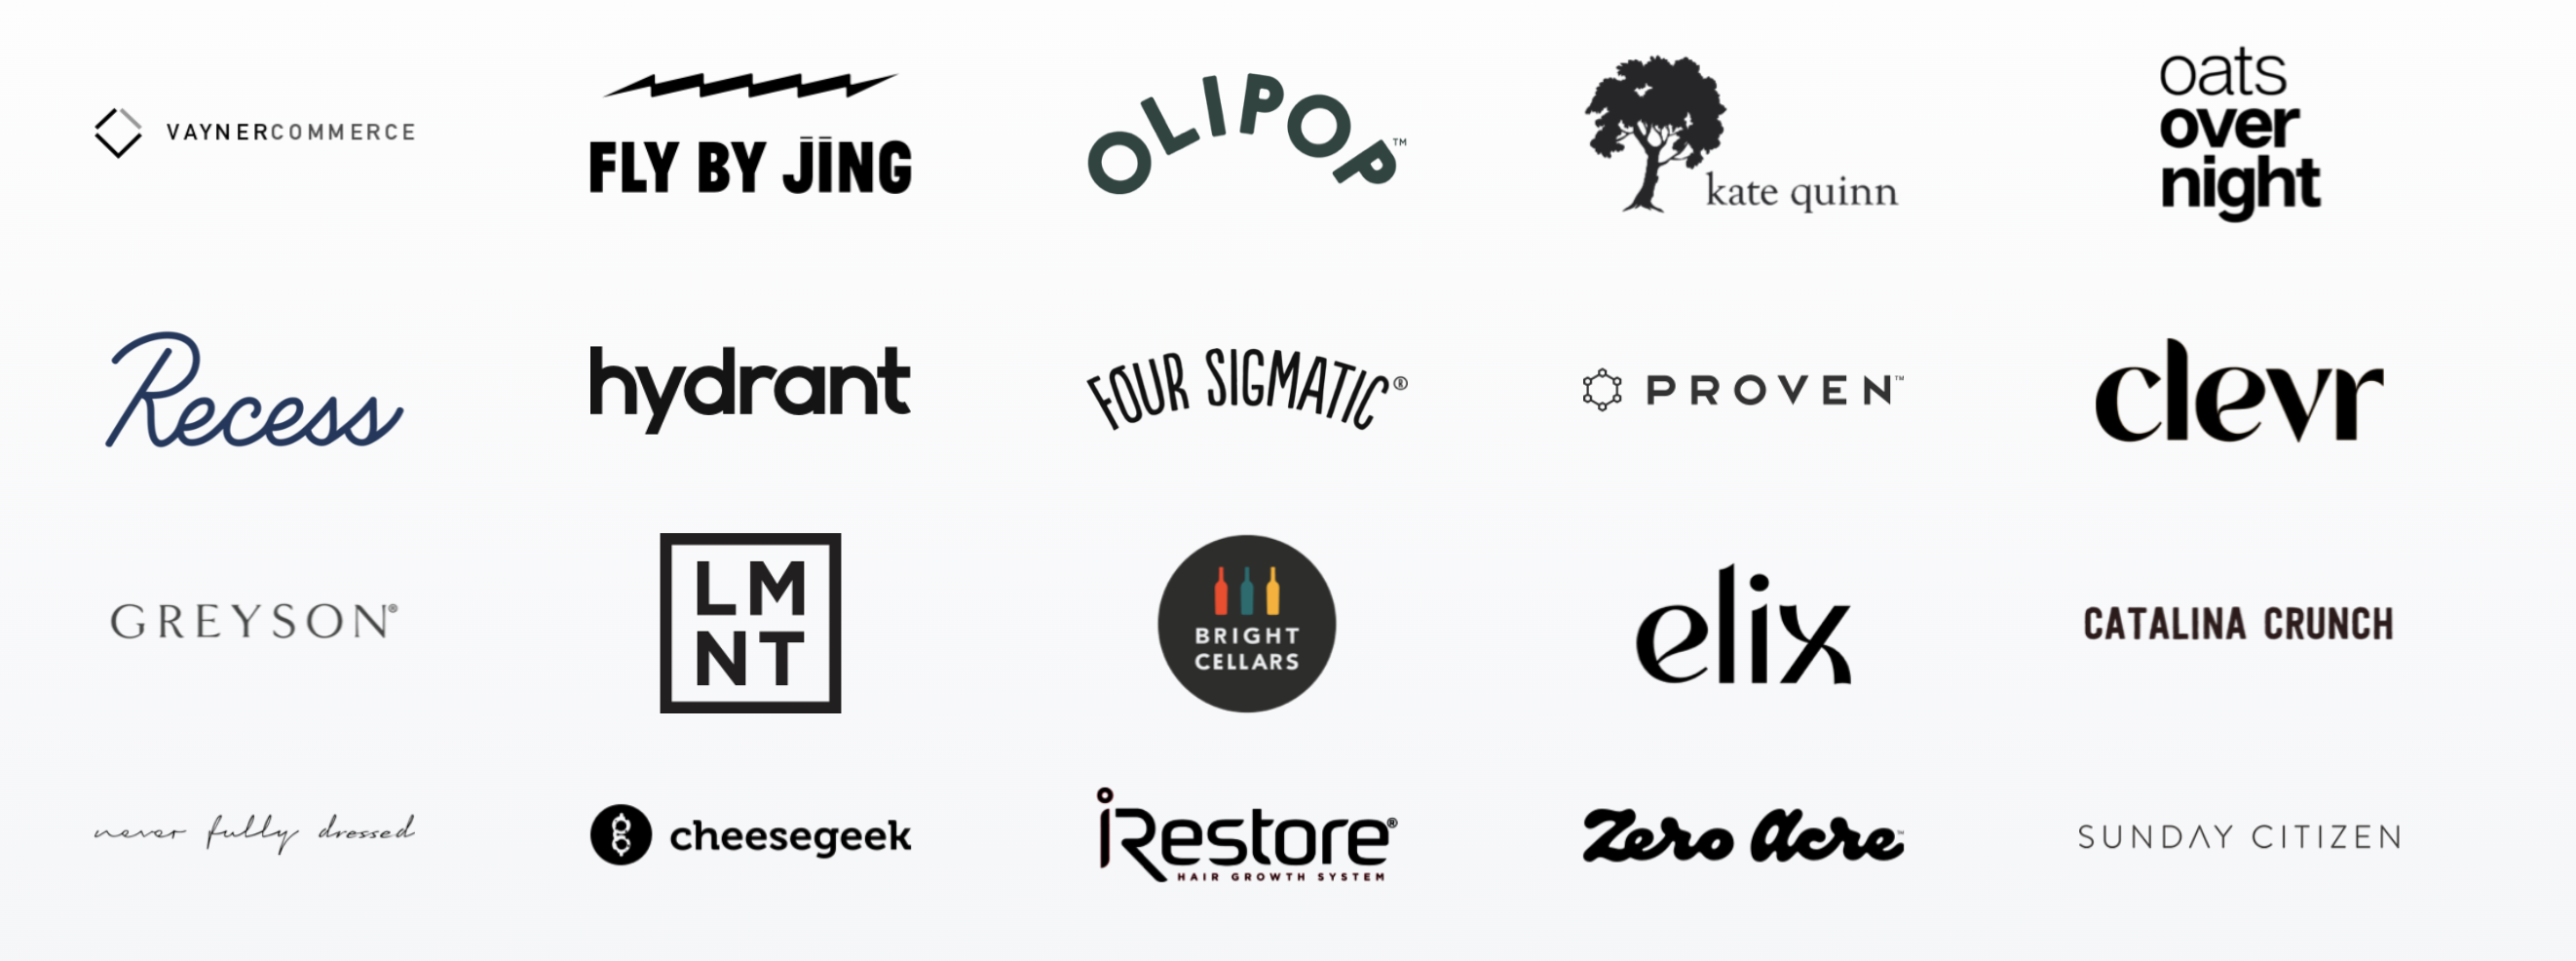 VAYNERCOMMERCE
FLY BY JĪNG
OLIPOP™
kate quinn
oats
over
night
Recess
hydrant
FOUR SIGMATIC®
PROVEN™
clevr
GREYSON®
LM
NT
BRIGHT
CELLARS
elix
CATALINA CRUNCH
never fully dressed
cheesegeek
iRestore®
HAIR GROWTH SYSTEM
Zero Acre™
SUNDAY CITIZEN